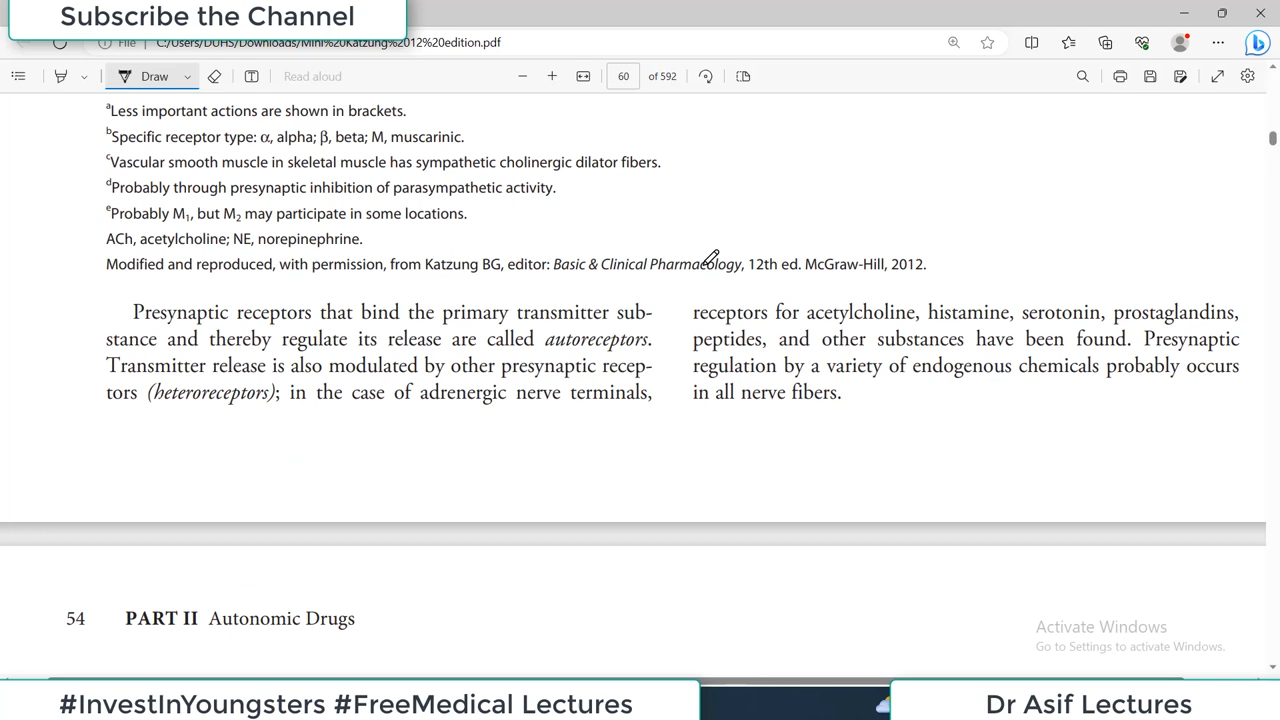 Subscribe the Channel
File
C:/Users/DUHS/Downloads/Mini%20Katzung%2012%20edition.pdf
Draw
Read aloud
60
of 592
aLess important actions are shown in brackets.
bSpecific receptor type: α, alpha; β, beta; M, muscarinic.
cVascular smooth muscle in skeletal muscle has sympathetic cholinergic dilator fibers.
dProbably through presynaptic inhibition of parasympathetic activity.
eProbably M1, but M2 may participate in some locations.
ACh, acetylcholine; NE, norepinephrine.
Modified and reproduced, with permission, from Katzung BG, editor: Basic & Clinical Pharmacology, 12th ed. McGraw-Hill, 2012.
Presynaptic receptors that bind the primary transmitter sub-
stance and thereby regulate its release are called autoreceptors.
Transmitter release is also modulated by other presynaptic recep-
tors (heteroreceptors); in the case of adrenergic nerve terminals,
receptors for acetylcholine, histamine, serotonin, prostaglandins,
peptides, and other substances have been found. Presynaptic
regulation by a variety of endogenous chemicals probably occurs
in all nerve fibers.
54 PART II Autonomic Drugs
Activate Windows
Go to Settings to activate Windows.
#InvestInYoungsters #FreeMedical Lectures
Dr Asif Lectures